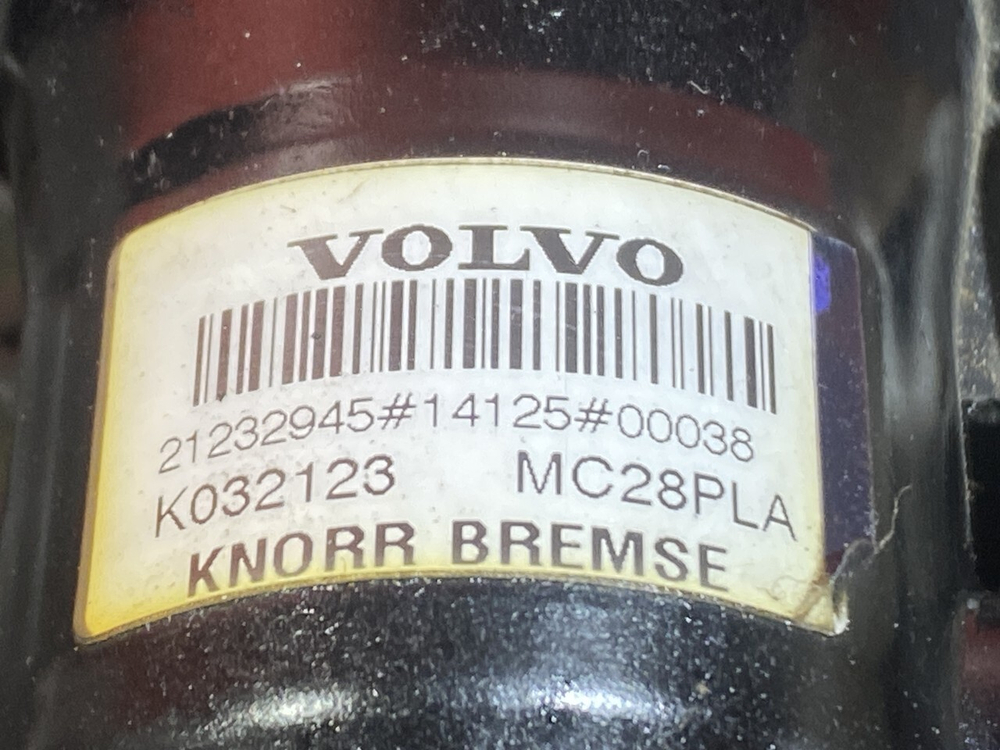 VOLVO
21232945#14125#00038
K032123 MC28PLA
KNORR BREMSE